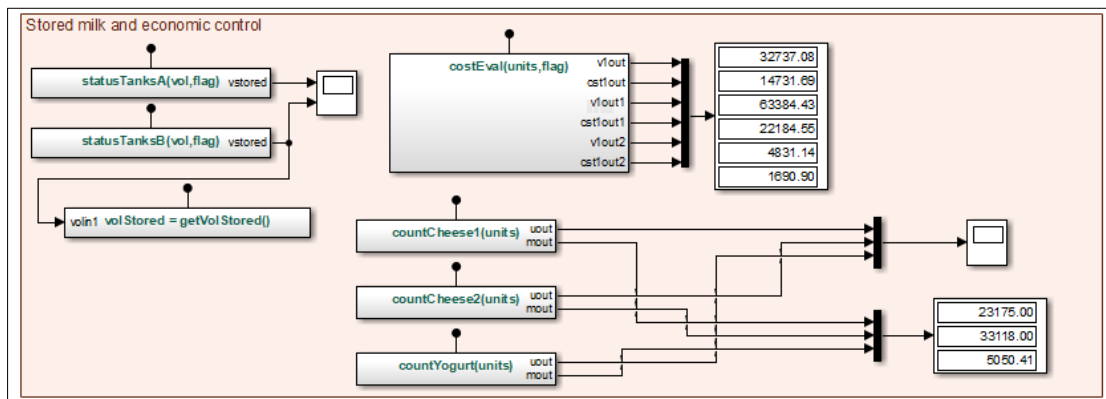 Stored milk and economic control
statusTanksA(vol,flag) vstored
statusTanksB(vol,flag) vstored
volin1 volStored = getVolStored()
costEval(units,flag)
v1out
cst1out
v1out1
cst1out1
v1out2
cst1out2
32737.08
14731.69
63384.43
22184.55
4831.14
1690.90
countCheese1(units)
uout
mout
countCheese2(units)
uout
mout
countYogurt(units)
uout
mout
23175.00
33118.00
5050.41